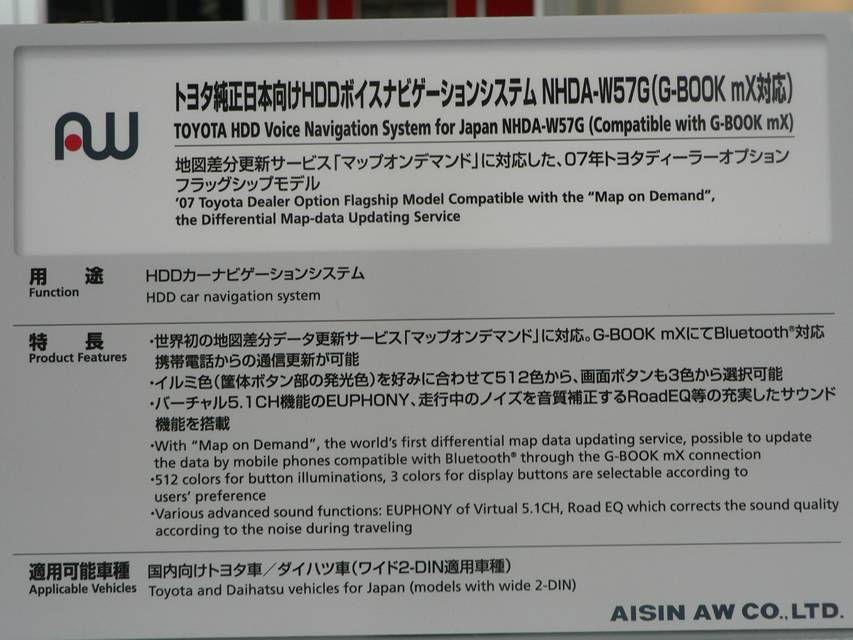 AW
トヨタ純正日本向けHDDボイスナビゲーションシステム NHDA-W57G(G-BOOK mX対応)
TOYOTA HDD Voice Navigation System for Japan NHDA-W57G (Compatible with G-BOOK mX)
地図差分更新サービス「マップオンデマンド」に対応した、07年トヨタディーラーオプション
フラッグシップモデル
'07 Toyota Dealer Option Flagship Model Compatible with the “Map on Demand”,
the Differential Map-data Updating Service
用途 HDDカーナビゲーションシステム
Function HDD car navigation system
特長 ・世界初の地図差分データ更新サービス「マップオンデマンド」に対応。G-BOOK mXにてBluetooth®対応
Product Features 携帯電話からの通信更新が可能
・イルミ色(筐体ボタン部の発光色)を好みに合わせて512色から、画面ボタンも3色から選択可能
・バーチャル5.1CH機能のEUPHONY、走行中のノイズを音質補正するRoadEQ等の充実したサウンド
機能を搭載
・With “Map on Demand”, the world's first differential map data updating service, possible to update
the data by mobile phones compatible with Bluetooth® through the G-BOOK mX connection
・512 colors for button illuminations, 3 colors for display buttons are selectable according to
users' preference
・Various advanced sound functions: EUPHONY of Virtual 5.1CH, Road EQ which corrects the sound quality
according to the noise during traveling
適用可能車種 国内向けトヨタ車/ダイハツ車(ワイド2-DIN適用車種)
Applicable Vehicles Toyota and Daihatsu vehicles for Japan (models with wide 2-DIN)
AISIN AW CO.,LTD.